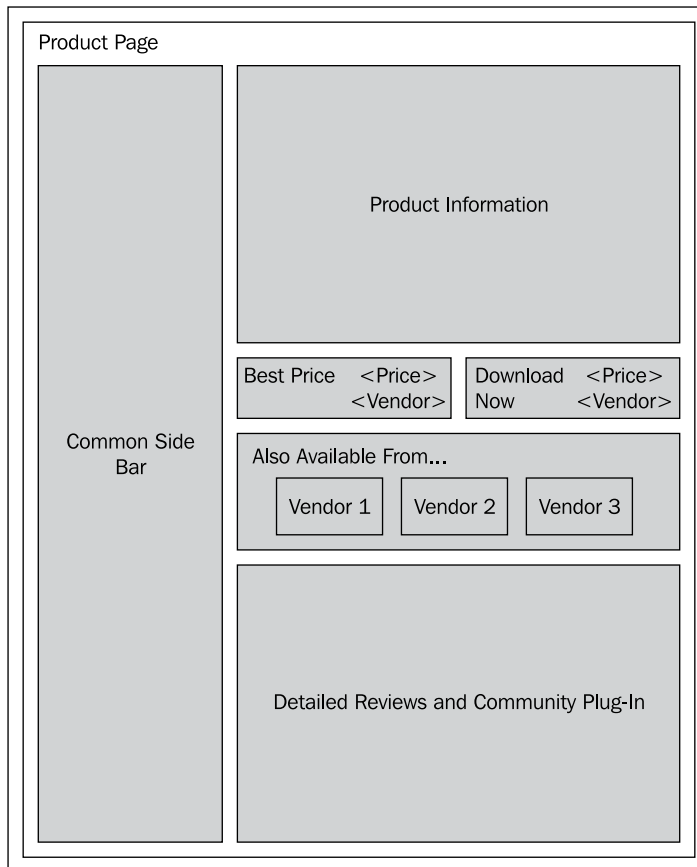 Product Page
Common Side
Bar
Product Information
Best Price <Price>
<Vendor>
Download <Price>
Now <Vendor>
Also Available From...
Vendor 1 Vendor 2 Vendor 3
Detailed Reviews and Community Plug-In